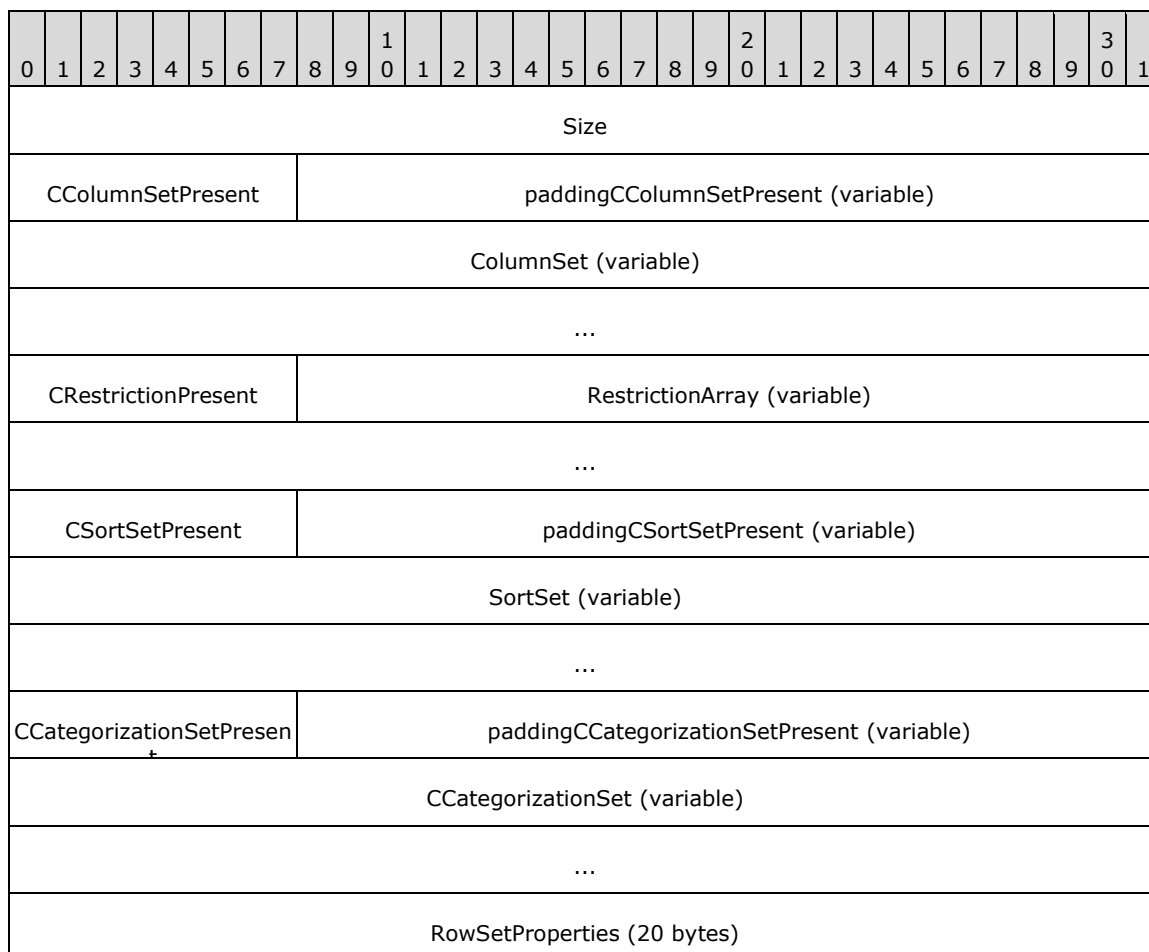 1 2 3
0 1 2 3 4 5 6 7 8 9 0 1 2 3 4 5 6 7 8 9 0 1 2 3 4 5 6 7 8 9 0 1
Size
CColumnSetPresent paddingCColumnSetPresent (variable)
ColumnSet (variable)
...
CRestrictionPresent RestrictionArray (variable)
...
CSortSetPresent paddingCSortSetPresent (variable)
SortSet (variable)
...
CCategorizationSetPresen paddingCCategorizationSetPresent (variable)
t
CCategorizationSet (variable)
...
RowSetProperties (20 bytes)